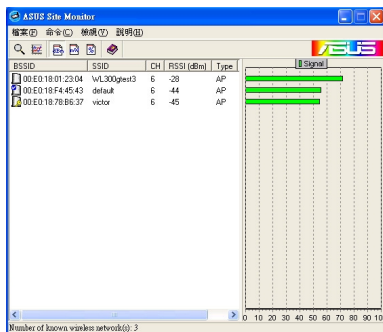 ASUS Site Monitor
檔案(F) 命令(C) 檢視(V) 說明(H)
/SUS
BSSID SSID CH RSSI (dBm) Type Signal
00:E0:18:01:23:04 WL300gtest3 6 -28 AP
00:E0:18:F4:45:43 default 6 -44 AP
00:E0:18:78:B6:37 victor 6 -45 AP
0 10 20 30 40 50 60 70 80 90 10
Number of known wireless network(s): 3